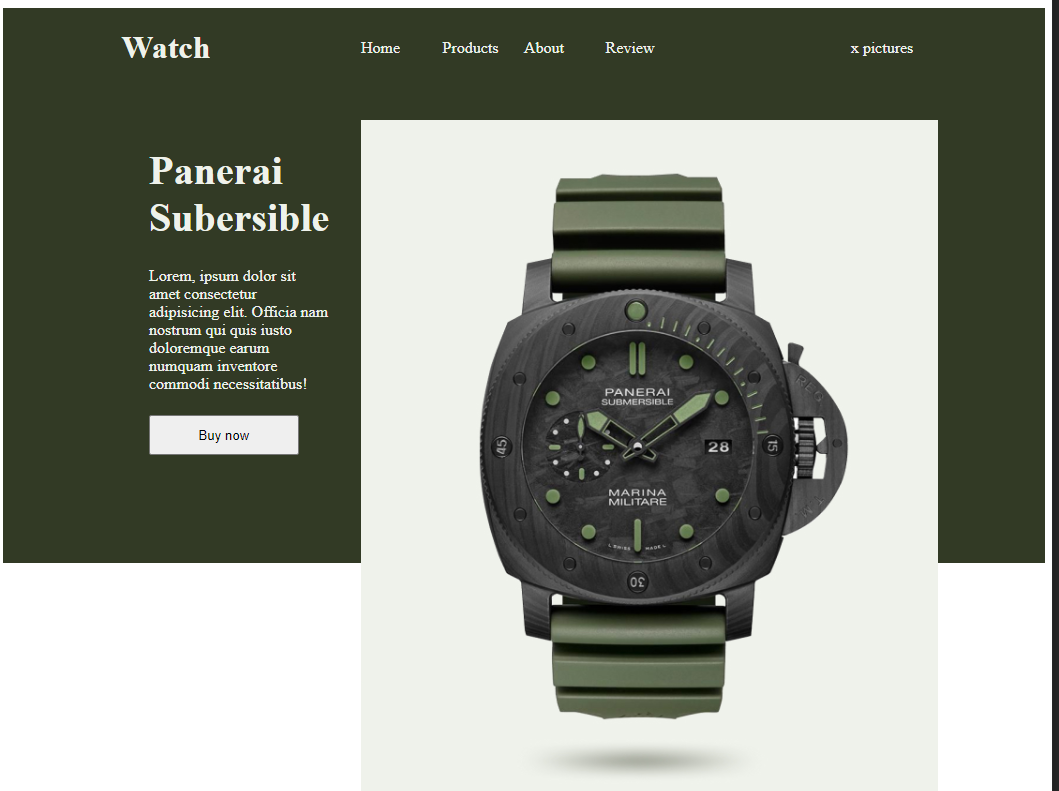 Watch
Home Products About Review x pictures
Panerai
Subersible
Lorem, ipsum dolor sit
amet consectetur
adipisicing elit. Officia nam
nostrum qui quis iusto
doloremque earum
numquam inventore
commodi necessitatibus!
Buy now
PANERAI
SUBMERSIBLE
45
28
15
MARINA
MILITARE
L SWISS MADE L
30